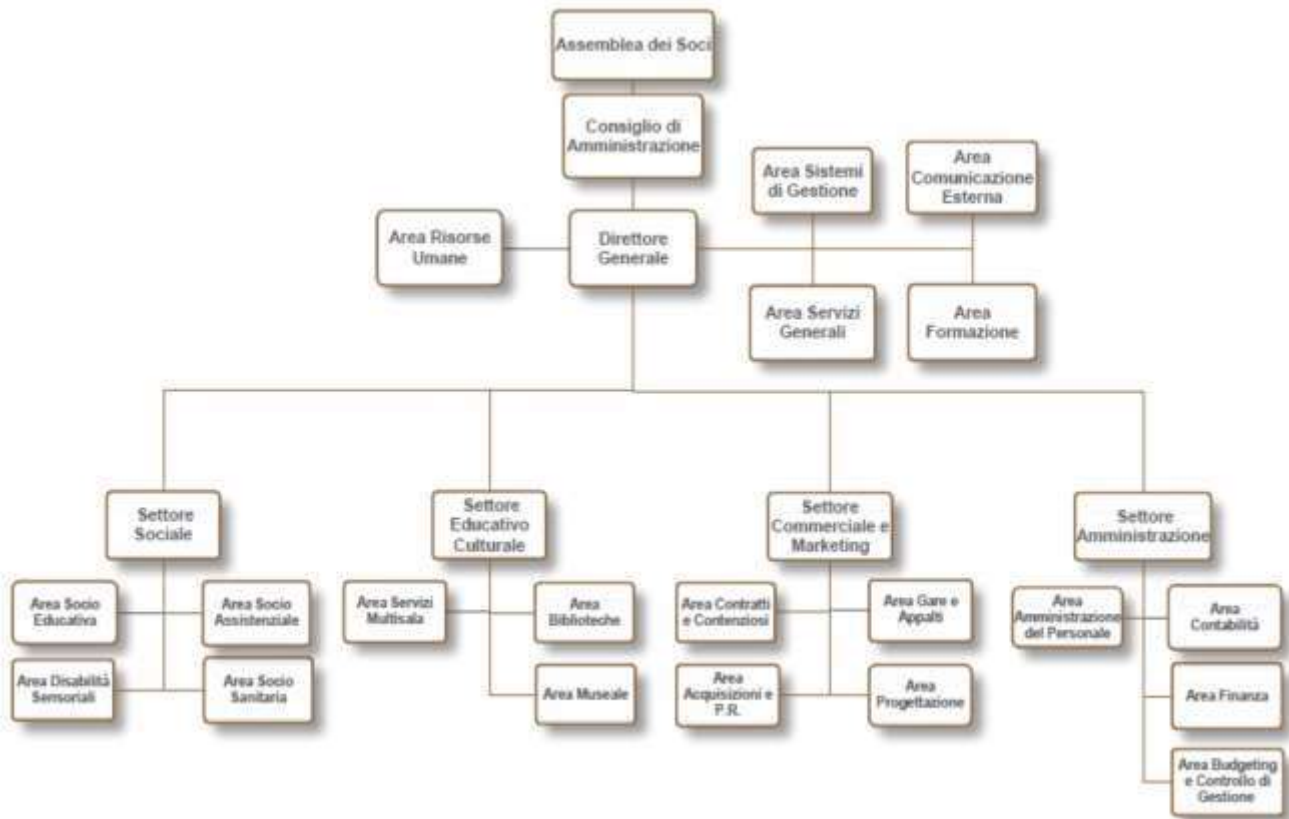 Assemblea dei Soci
Consiglio di
Amministrazione
Area Sistemi
di Gestione
Area
Comunicazione
Esterna
Area Risorse
Umane
Direttore
Generale
Area Servizi
Generali
Area
Formazione
Settore
Sociale
Settore
Educativo
Culturale
Settore
Commerciale e
Marketing
Settore
Amministrazione
Area Socio
Educativa
Area Socio
Assistenziale
Area Servizi
Multisala
Area
Biblioteche
Area Contratti
e Contenziosi
Area Gare e
Appalti
Area
Amministrazione
del Personale
Area
Contabilità
Area Disabilità
Sensoriali
Area Socio
Sanitaria
Area Museale
Area
Acquisizioni e
P.R.
Area
Progettazione
Area Finanza
Area Budgeting
e Controllo di
Gestione